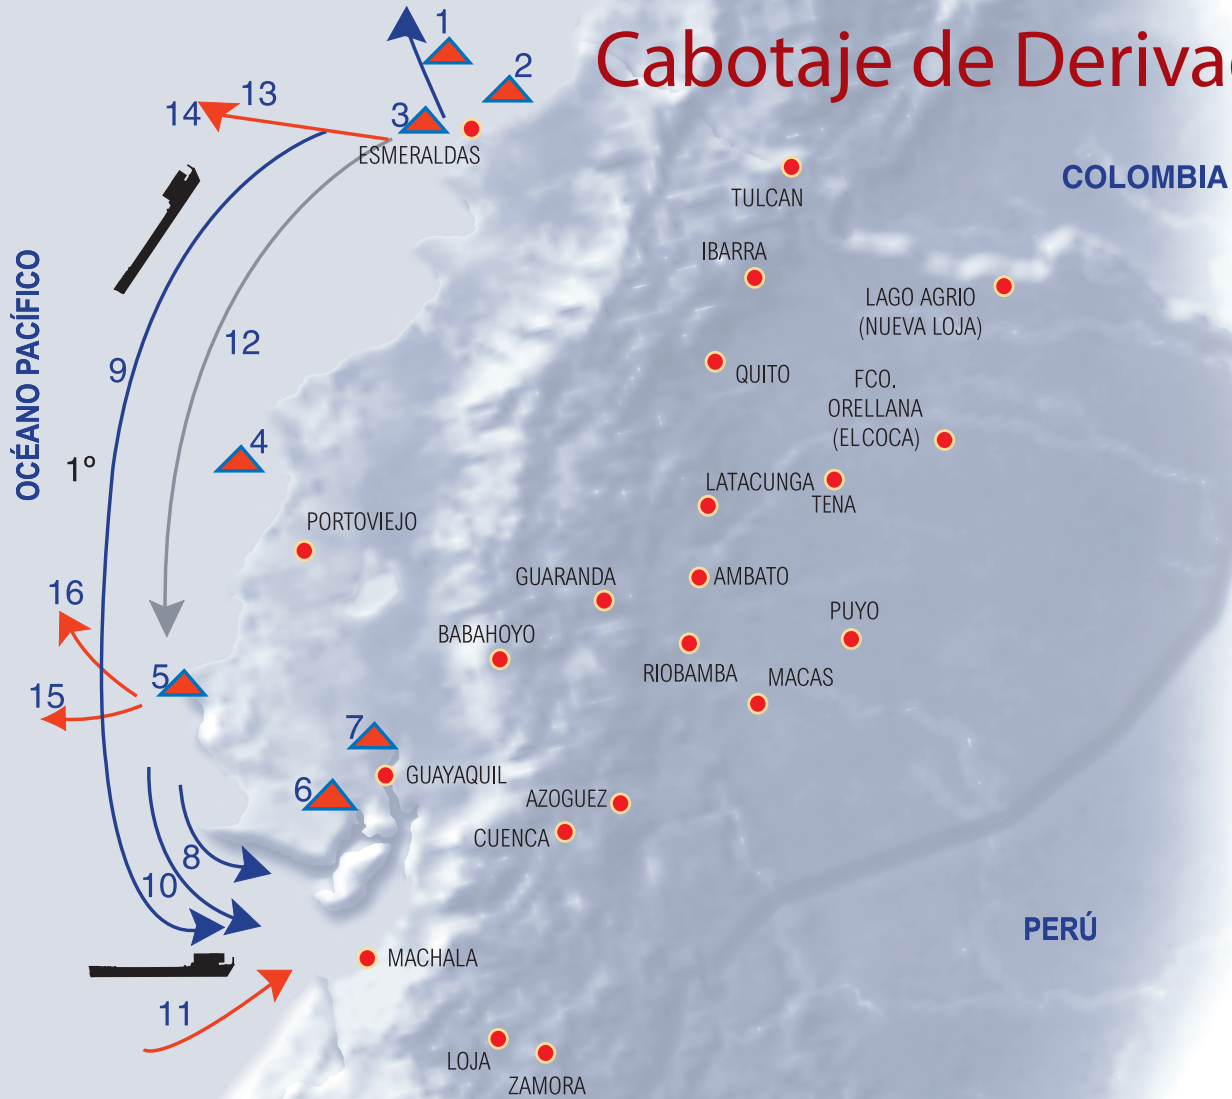 Cabotaje de Deriva
1
2
3
13
14
ESMERALDAS
COLOMBIA
TULCAN
IBARRA
LAGO AGRIO
(NUEVA LOJA)
OCÉANO PACÍFICO
12
9
QUITO
FCO.
ORELLANA
(EL COCA)
4
1º
LATACUNGA
TENA
PORTOVIEJO
GUARANDA
AMBATO
16
PUYO
BABAHOYO
RIOBAMBA
MACAS
5
15
7
GUAYAQUIL
6
AZOGUEZ
CUENCA
8
10
PERÚ
MACHALA
11
LOJA
ZAMORA